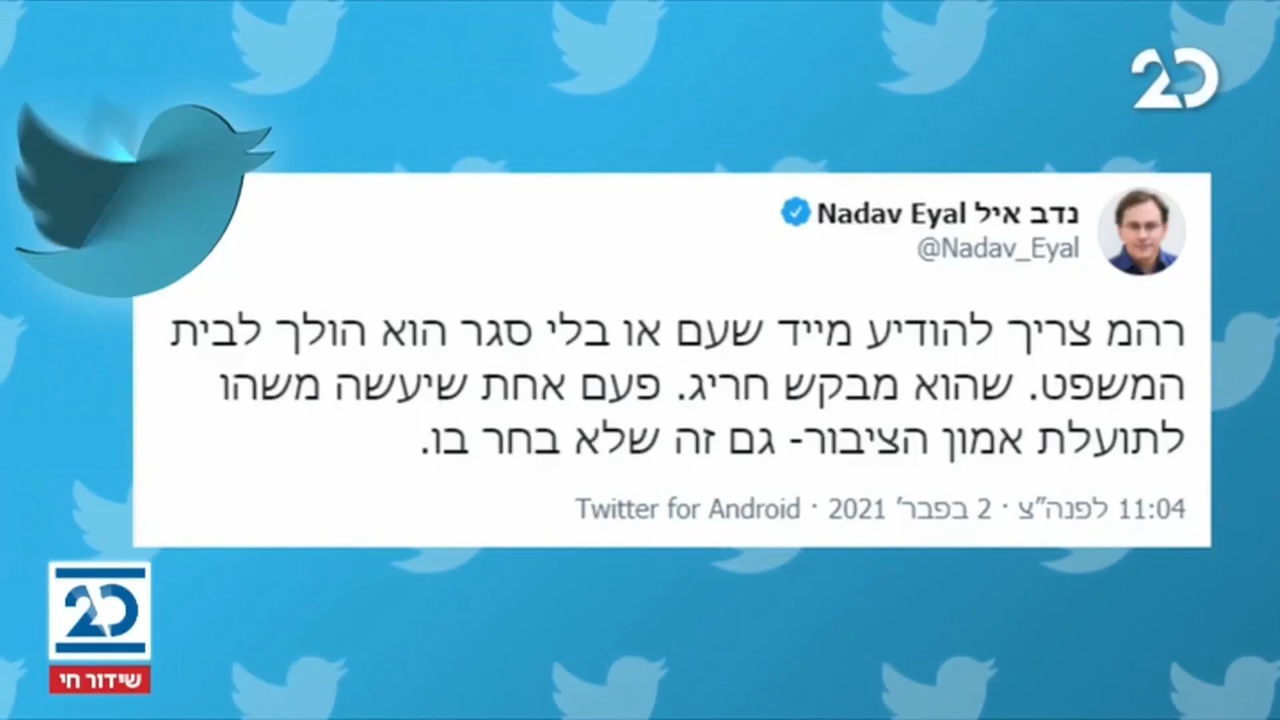 20
נדב איל Nadav Eyal
@Nadav_Eyal
רהמ צריך להודיע מייד שעם או בלי סגר הוא הולך לבית
המשפט. שהוא מבקש חריג. פעם אחת שיעשה משהו
לתועלת אמון הציבור- גם זה שלא בחר בו.
11:04 לפנה"צ · 2 בפבר׳ 2021 · Twitter for Android
20
שידור חי